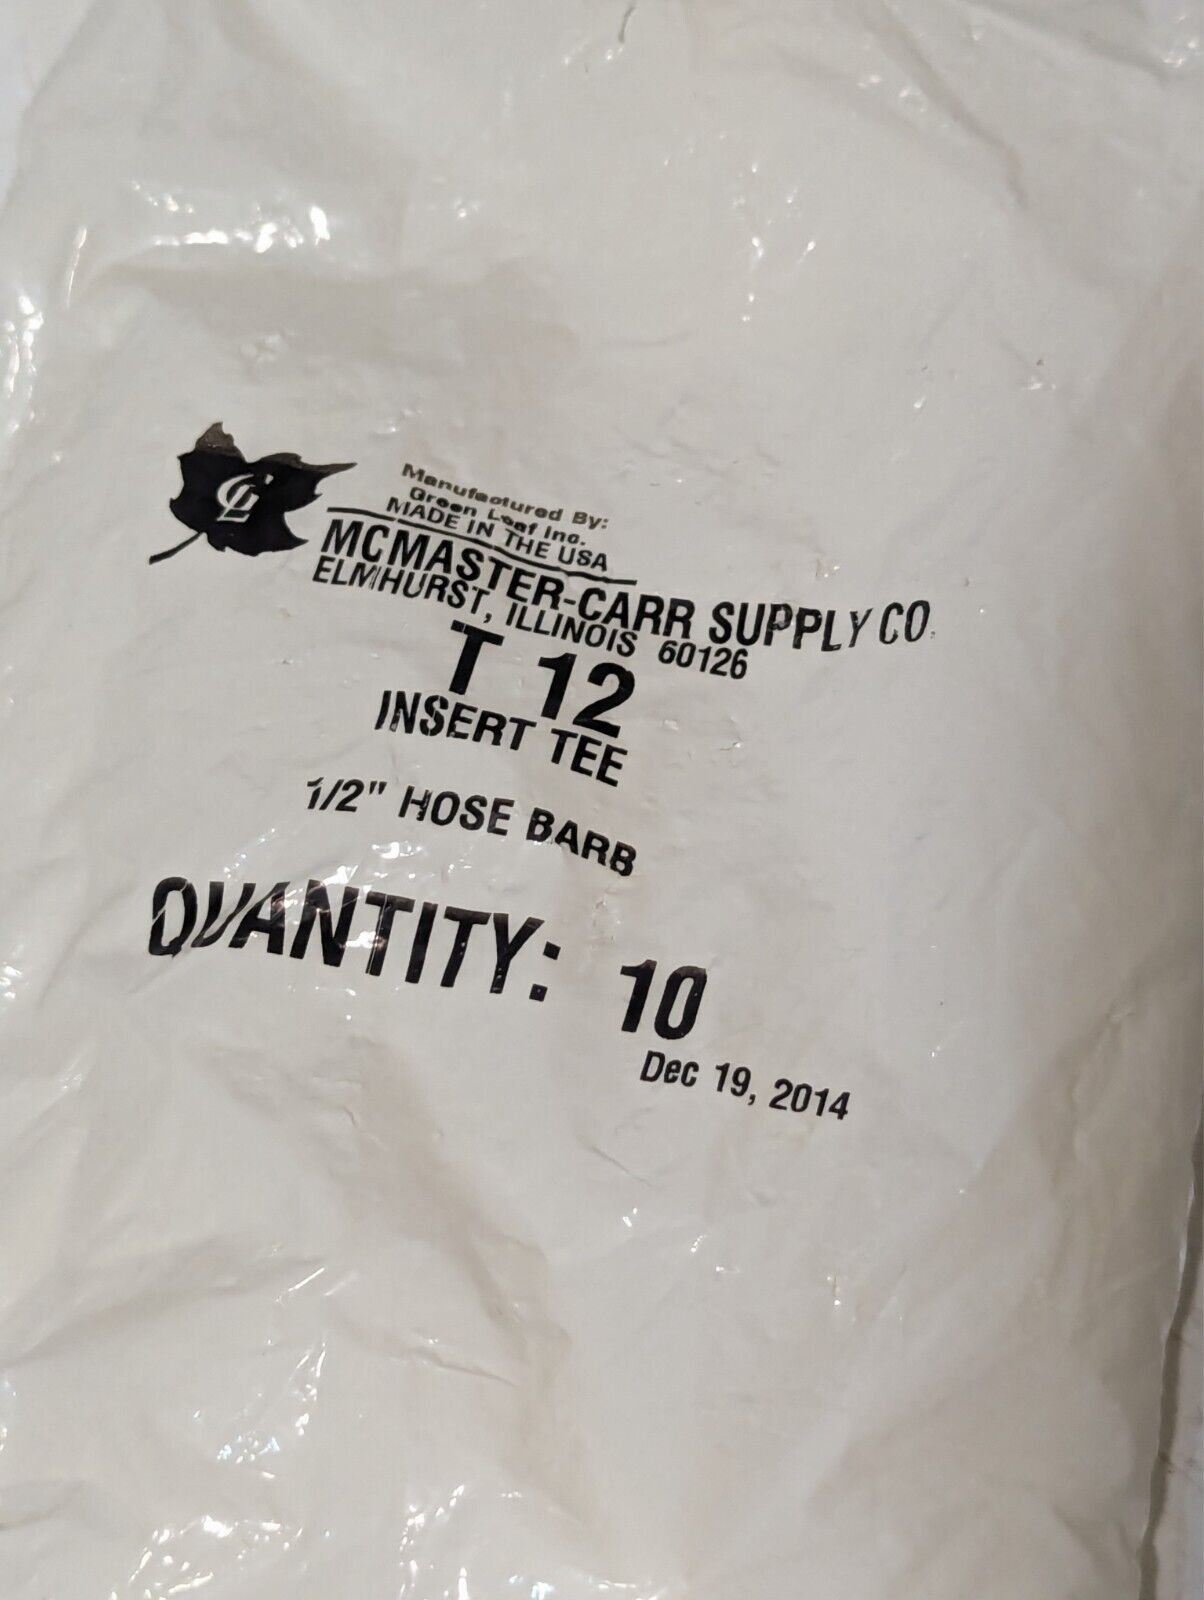 GL
Manufactured By:
Green Leaf Inc.
MADE IN THE USA
MCMASTER-CARR SUPPLY CO.
ELMHURST, ILLINOIS 60126
T 12
INSERT TEE
1/2" HOSE BARB
QUANTITY: 10
Dec 19, 2014